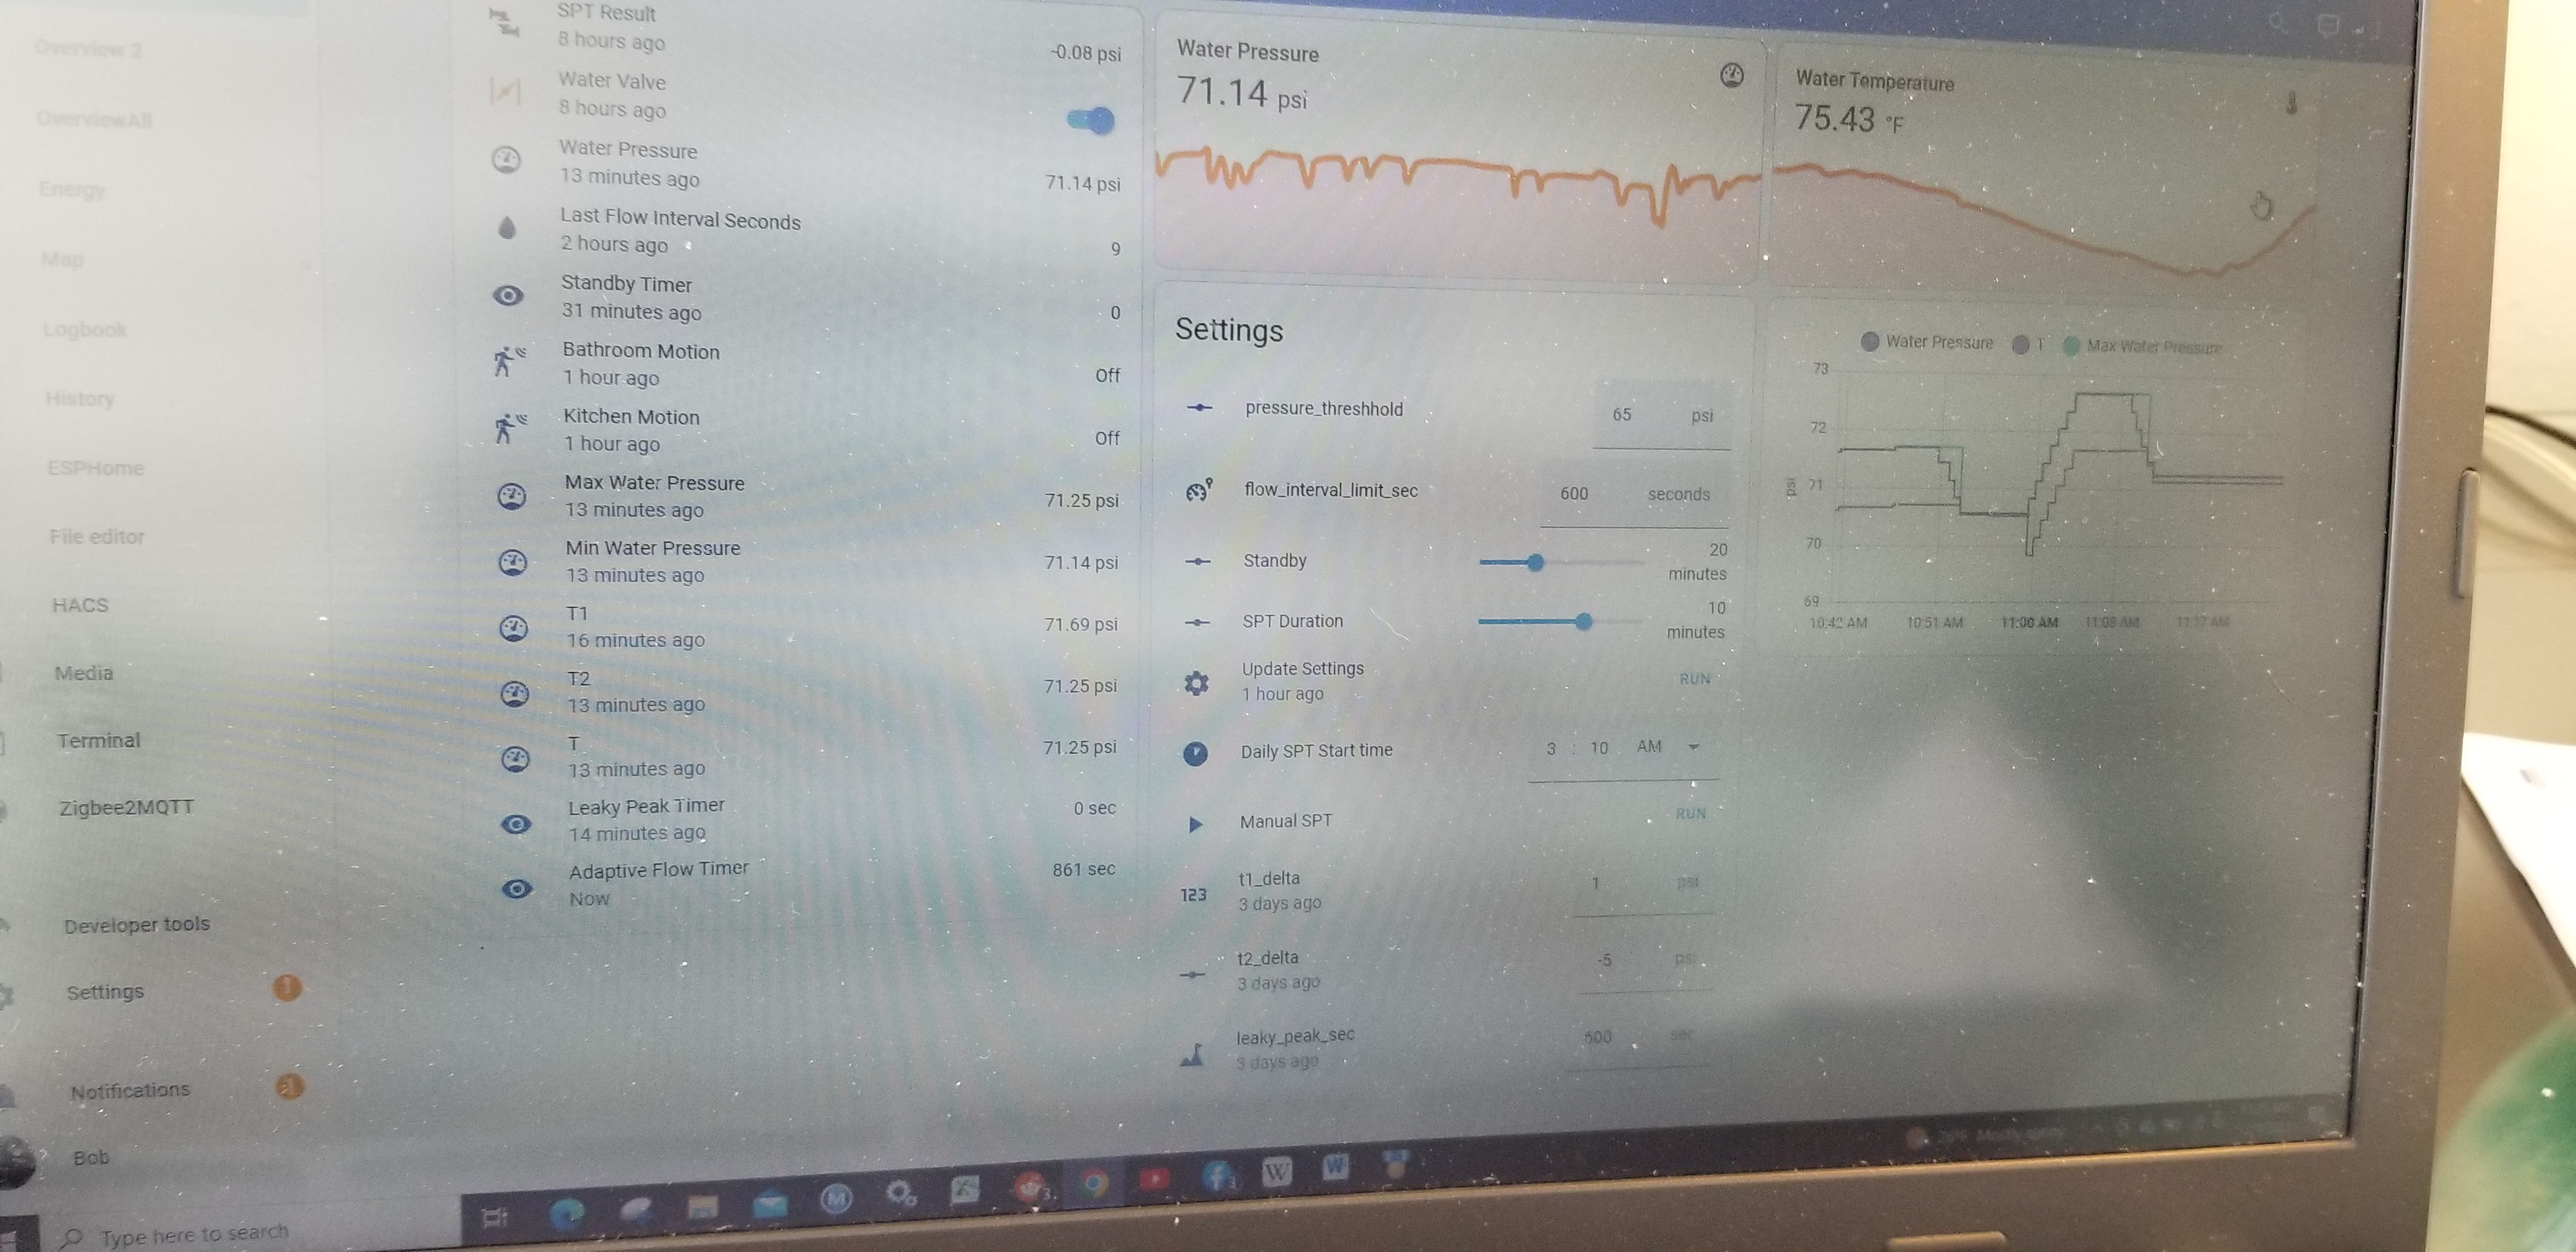 Overview 2
OverviewAll
Energy
Map
Logbook
History
ESPHome
File editor
HACS
Media
Terminal
Zigbee2MQTT
Developer tools
Settings
1
Notifications
Bob
Type here to search
SPT Result
8 hours ago
-0.08 psi
Water Valve
8 hours ago
Water Pressure
13 minutes ago
71.14 psi
Last Flow Interval Seconds
2 hours ago
9
Standby Timer
31 minutes ago
0
Bathroom Motion
1 hour ago
Off
Kitchen Motion
1 hour ago
Off
Max Water Pressure
13 minutes ago
71.25 psi
Min Water Pressure
13 minutes ago
71.14 psi
T1
16 minutes ago
71.69 psi
T2
13 minutes ago
71.25 psi
T
13 minutes ago
71.25 psi
Leaky Peak Timer
14 minutes ago
0 sec
Adaptive Flow Timer
Now
861 sec
Water Pressure
71.14 psi
Water Temperature
75.43 °F
Settings
pressure_threshhold
65 psi
flow_interval_limit_sec
600 seconds
Standby
20
minutes
SPT Duration
10
minutes
Update Settings
1 hour ago
RUN
Daily SPT Start time
3 : 10 AM
Manual SPT
RUN
123
t1_delta
3 days ago
1 psi
t2_delta
3 days ago
-5 psi
leaky_peak_sec
3 days ago
600 sec
Water Pressure T Max Water Pressure
73
72
71
70
69
psi
10:42 AM 10:51 AM 11:00 AM 11:08 AM 11:17 AM